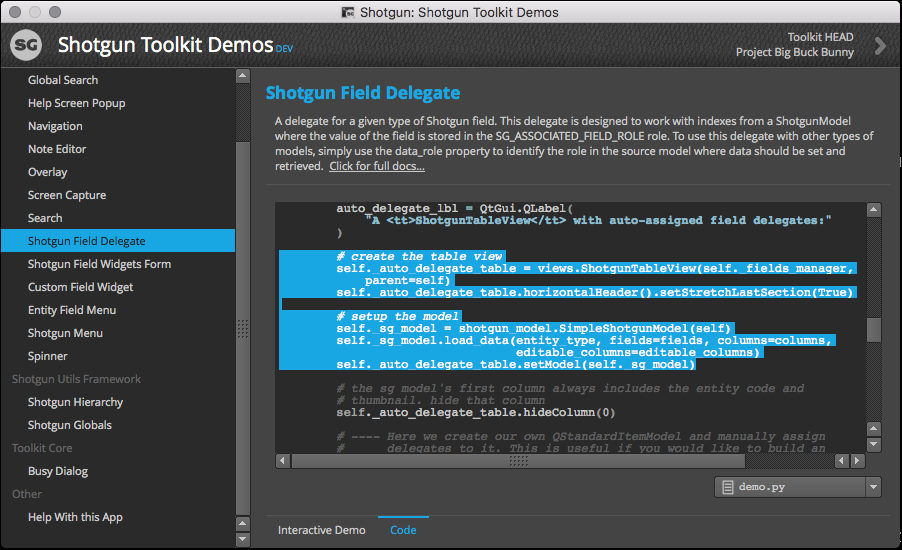 Shotgun: Shotgun Toolkit Demos
SG
Shotgun Toolkit Demos DEV
Toolkit HEAD
Project Big Buck Bunny
Global Search
Help Screen Popup
Navigation
Note Editor
Overlay
Screen Capture
Search
Shotgun Field Delegate
Shotgun Field Widgets Form
Custom Field Widget
Entity Field Menu
Shotgun Menu
Spinner
Shotgun Utils Framework
Shotgun Hierarchy
Shotgun Globals
Toolkit Core
Busy Dialog
Other
Help With this App
Shotgun Field Delegate
A delegate for a given type of Shotgun field. This delegate is designed to work with indexes from a ShotgunModel
where the value of the field is stored in the SG_ASSOCIATED_FIELD_ROLE role. To use this delegate with other types of
models, simply use the data_role property to identify the role in the source model where data should be set and
retrieved. Click for full docs...
auto_delegate_lbl = QtGui.QLabel(
"A <tt>ShotgunTableView</tt> with auto-assigned field delegates:"
)
# create the table view
self._auto_delegate_table = views.ShotgunTableView(self._fields_manager,
parent=self)
self._auto_delegate_table.horizontalHeader().setStretchLastSection(True)
# setup the model
self._sg_model = shotgun_model.SimpleShotgunModel(self)
self._sg_model.load_data(entity_type, fields=fields, columns=columns,
editable_columns=editable_columns)
self._auto_delegate_table.setModel(self._sg_model)
# the sg model's first column always includes the entity code and
# thumbnail. hide that column
self._auto_delegate_table.hideColumn(0)
# ---- Here we create our own QStandardItemModel and manually assign
# delegates to it. This is useful if you would like to build an
demo.py
Interactive Demo
Code